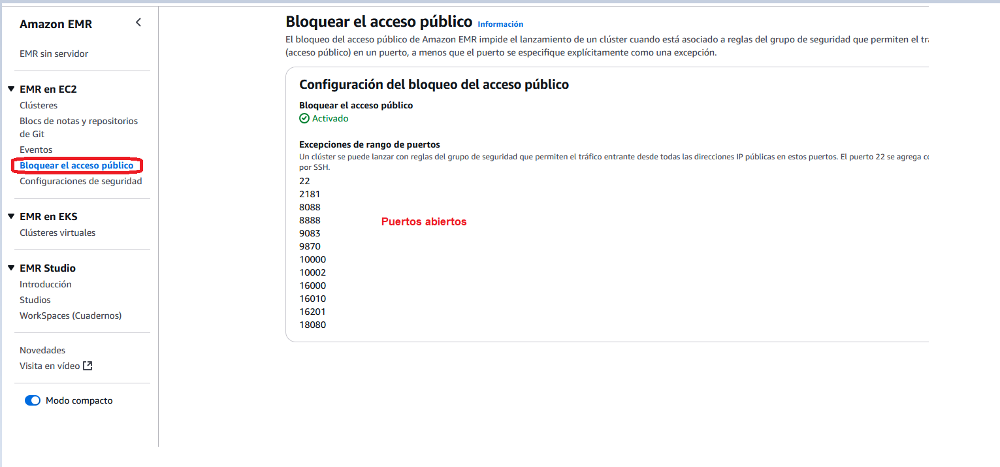 Amazon EMR
EMR sin servidor
EMR en EC2
Clústeres
Blocs de notas y repositorios
de Git
Eventos
Bloquear el acceso público
Configuraciones de seguridad
EMR en EKS
Clústeres virtuales
EMR Studio
Introducción
Studios
WorkSpaces (Cuadernos)
Novedades
Visita en vídeo
Modo compacto
Bloquear el acceso público Información
El bloqueo del acceso público de Amazon EMR impide el lanzamiento de un clúster cuando está asociado a reglas del grupo de seguridad que permiten el
(acceso público) en un puerto, a menos que el puerto se especifique explícitamente como una excepción.
Configuración del bloqueo del acceso público
Bloquear el acceso público
Activado
Excepciones de rango de puertos
Un clúster se puede lanzar con reglas del grupo de seguridad que permiten el tráfico entrante desde todas las direcciones IP públicas en estos puertos. El puerto 22 se agrega
por SSH.
22
2181
8088
8888
Puertos abiertos
9083
9870
10000
10002
16000
16010
16201
18080